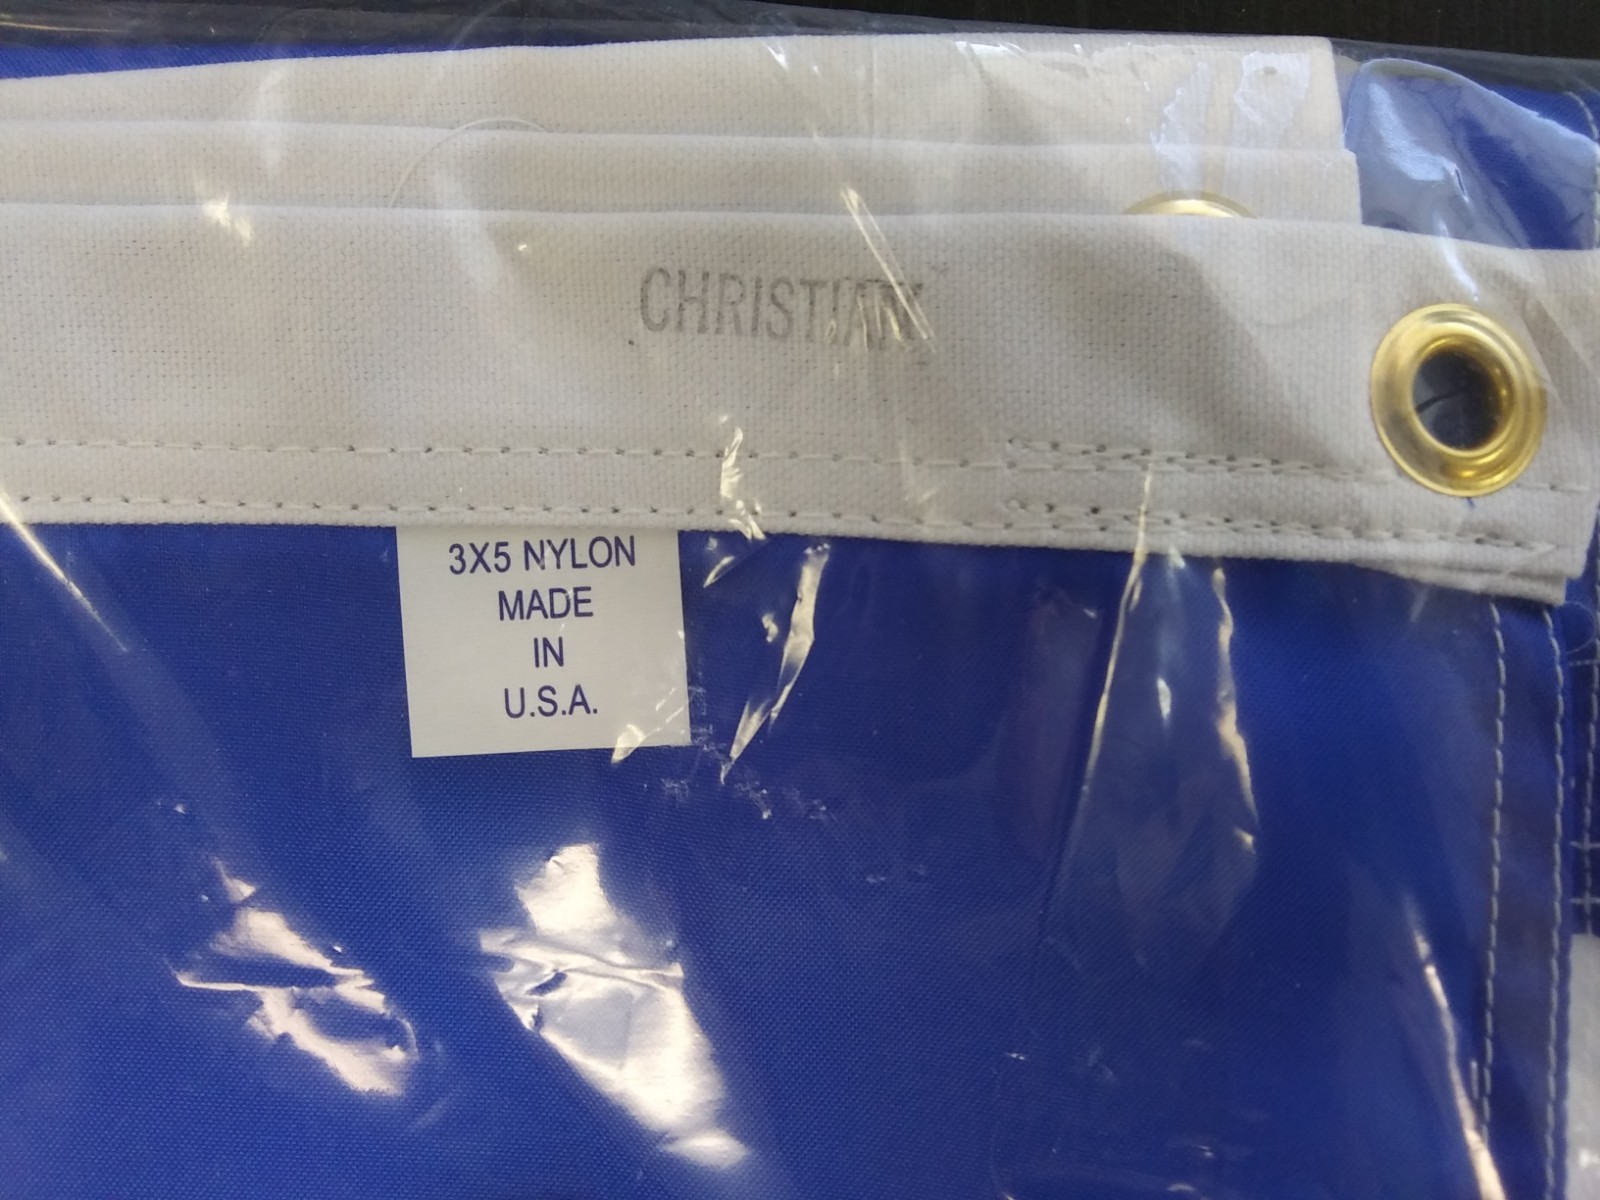 CHRISTIAN
3X5 NYLON
MADE
IN
U.S.A.